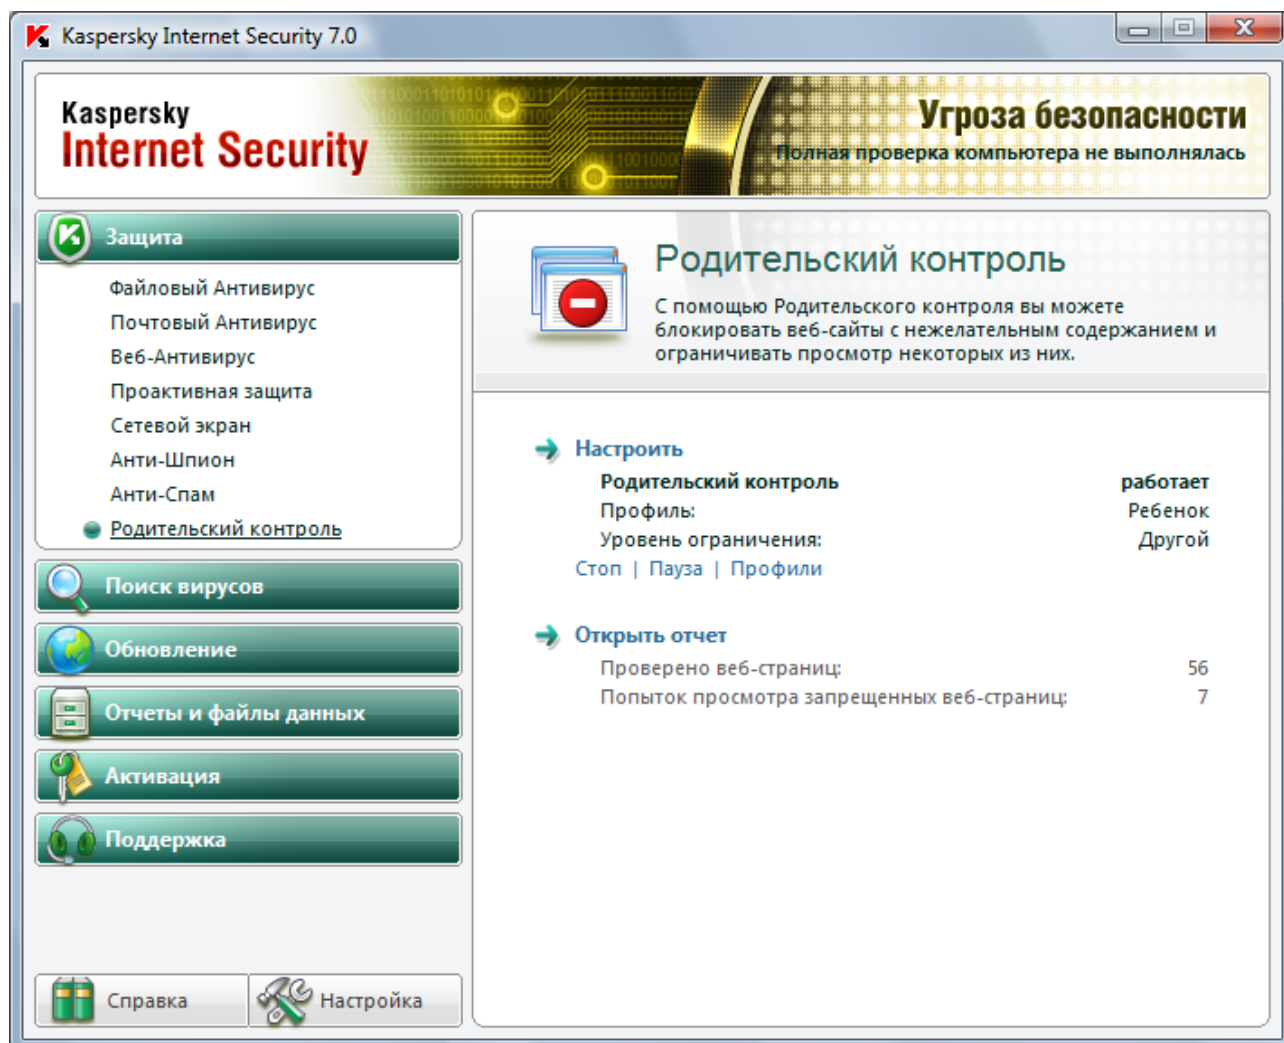 Kaspersky Internet Security 7.0
Kaspersky
Internet Security
Угроза безопасности
Полная проверка компьютера не выполнялась
Защита
Файловый Антивирус
Почтовый Антивирус
Веб-Антивирус
Проактивная защита
Сетевой экран
Анти-Шпион
Анти-Спам
Родительский контроль
Поиск вирусов
Обновление
Отчеты и файлы данных
Активация
Поддержка
Справка
Настройка
Родительский контроль
С помощью Родительского контроля вы можете
блокировать веб-сайты с нежелательным содержанием и
ограничивать просмотр некоторых из них.
Настроить
Родительский контроль работает
Профиль: Ребенок
Уровень ограничения: Другой
Стоп | Пауза | Профили
Открыть отчет
Проверено веб-страниц: 56
Попыток просмотра запрещенных веб-страниц: 7